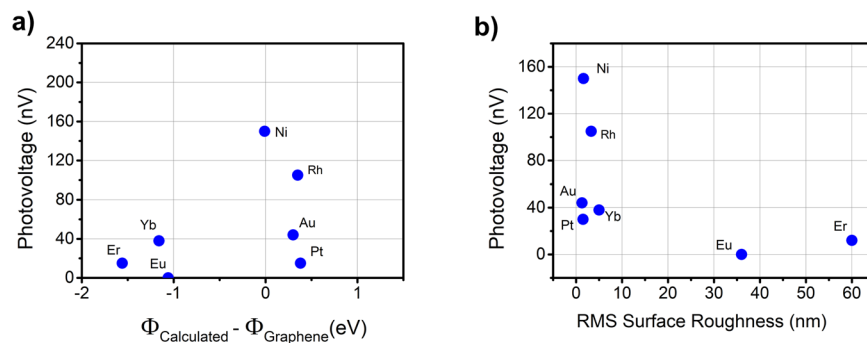 a)
Photovoltage (nV)
240
200
160
120
80
40
0
-2
-1
0
1
Ni
Rh
Au
Pt
Yb
Er
Eu
Φ_Calculated - Φ_Graphene(eV)
b)
Photovoltage (nV)
160
120
80
40
0
0
10
20
30
40
50
60
Ni
Rh
Au
Pt
Yb
Eu
Er
RMS Surface Roughness (nm)